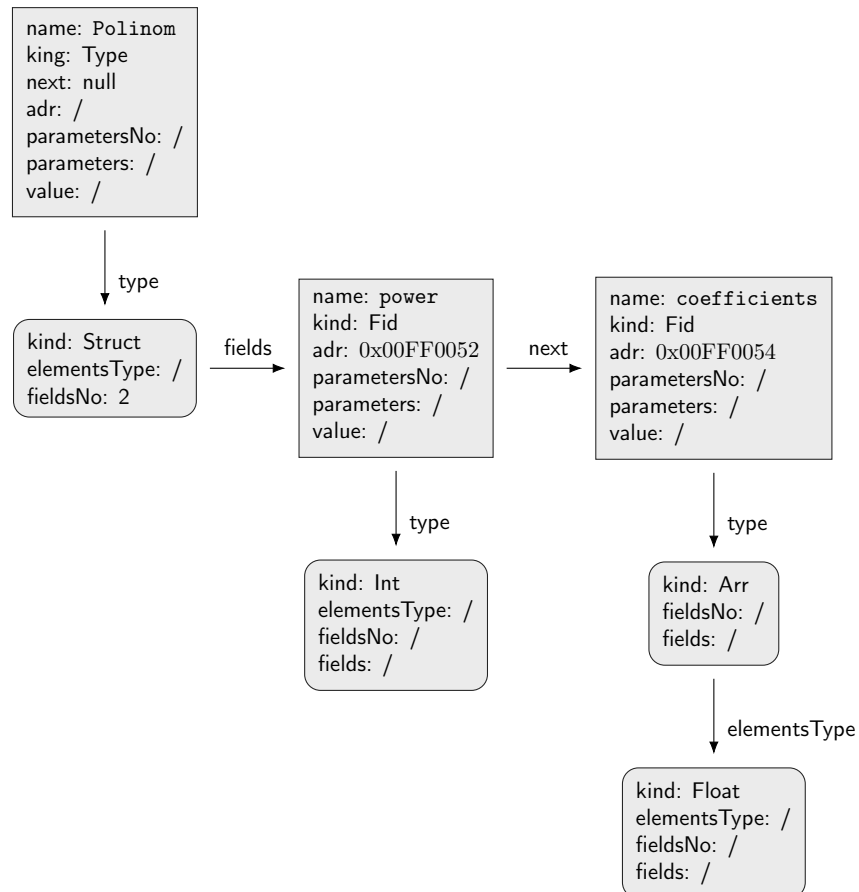 name: Polinom
king: Type
next: null
adr: /
parametersNo: /
parameters: /
value: /
type
kind: Struct
elementsType: /
fieldsNo: 2
fields
name: power
kind: Fid
adr: 0x00FF0052
parametersNo: /
parameters: /
value: /
next
name: coefficients
kind: Fid
adr: 0x00FF0054
parametersNo: /
parameters: /
value: /
type
kind: Int
elementsType: /
fieldsNo: /
fields: /
type
kind: Arr
fieldsNo: /
fields: /
elementsType
kind: Float
elementsType: /
fieldsNo: /
fields: /